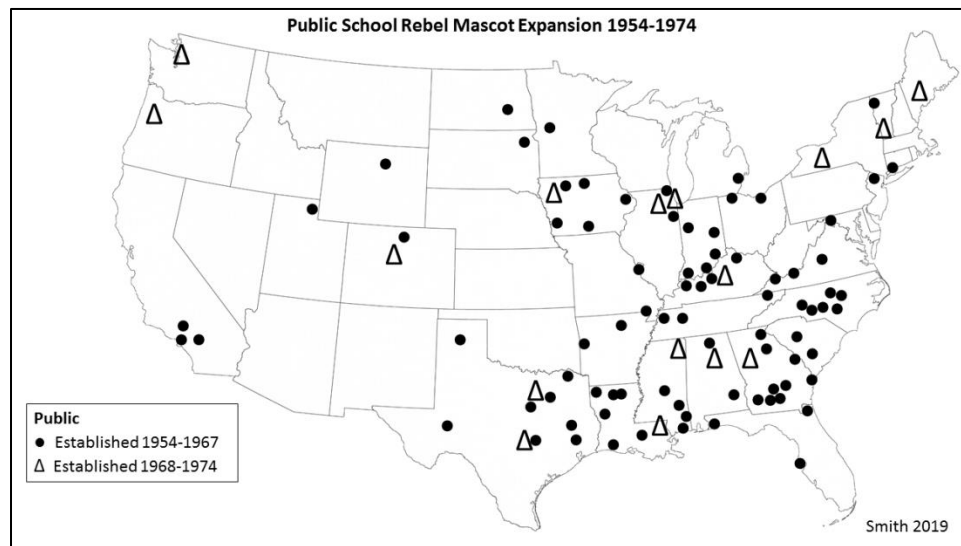 Public School Rebel Mascot Expansion 1954-1974
Public
Established 1954-1967
Established 1968-1974
Smith 2019